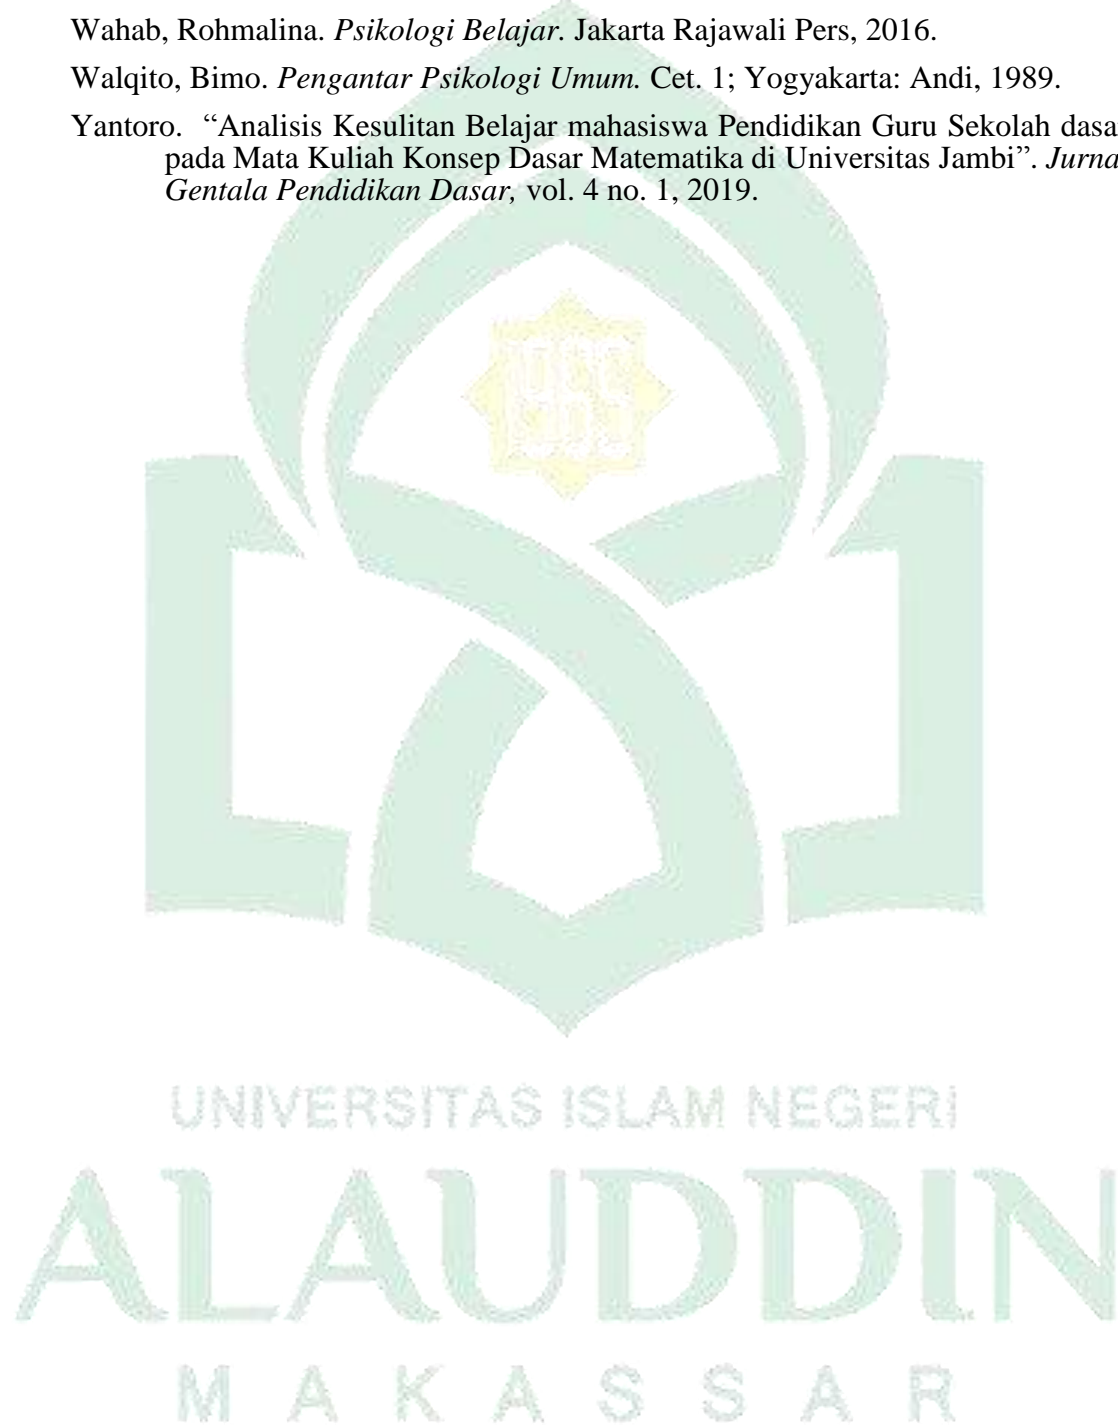 Wahab, Rohmalina. Psikologi Belajar. Jakarta Rajawali Pers, 2016.
Walqito, Bimo. Pengantar Psikologi Umum. Cet. 1; Yogyakarta: Andi, 1989.
Yantoro. “Analisis Kesulitan Belajar mahasiswa Pendidikan Guru Sekolah dasa
pada Mata Kuliah Konsep Dasar Matematika di Universitas Jambi”. Jurna
Gentala Pendidikan Dasar, vol. 4 no. 1, 2019.
UNIVERSITAS ISLAM NEGERI
ALAUDDIN
MAKASSAR